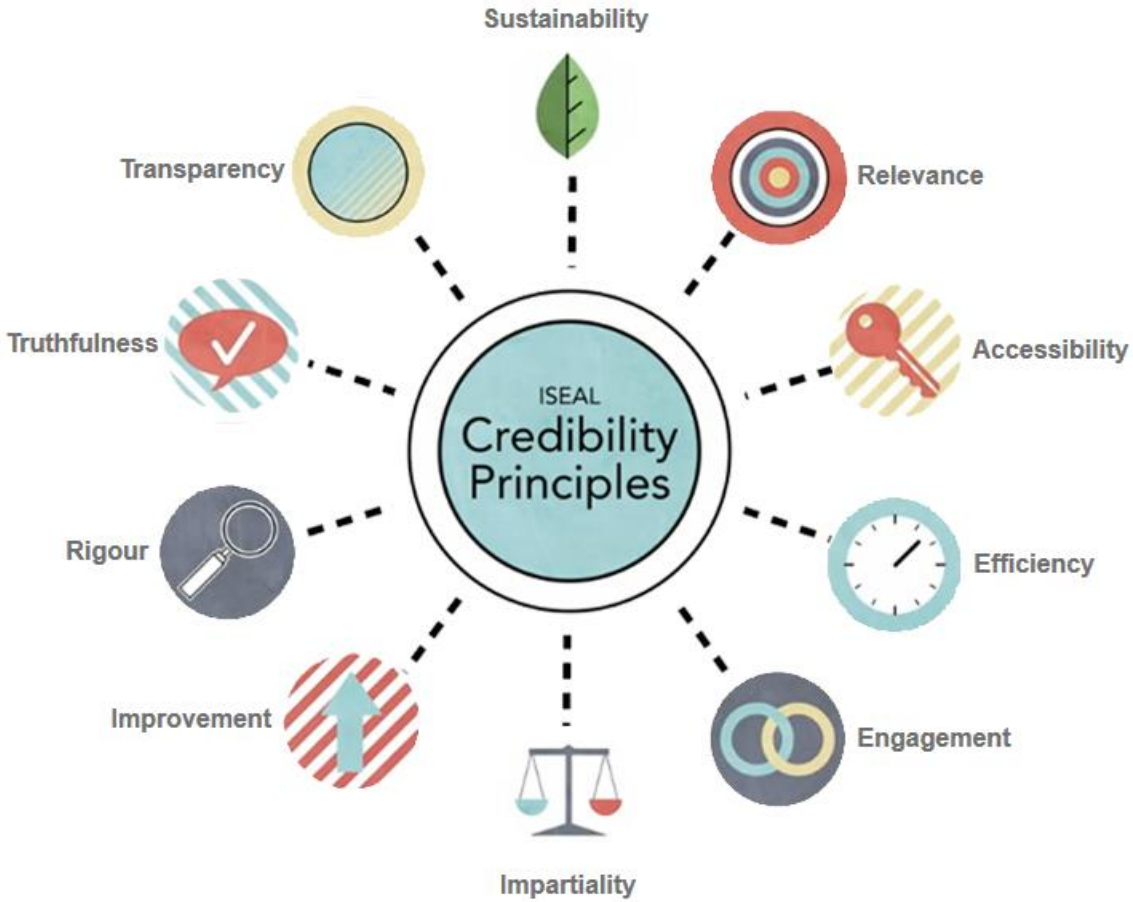 Sustainability
Transparency
Relevance
Truthfulness
Accessibility
ISEAL
Credibility
Principles
Rigour
Efficiency
Improvement
Engagement
Impartiality